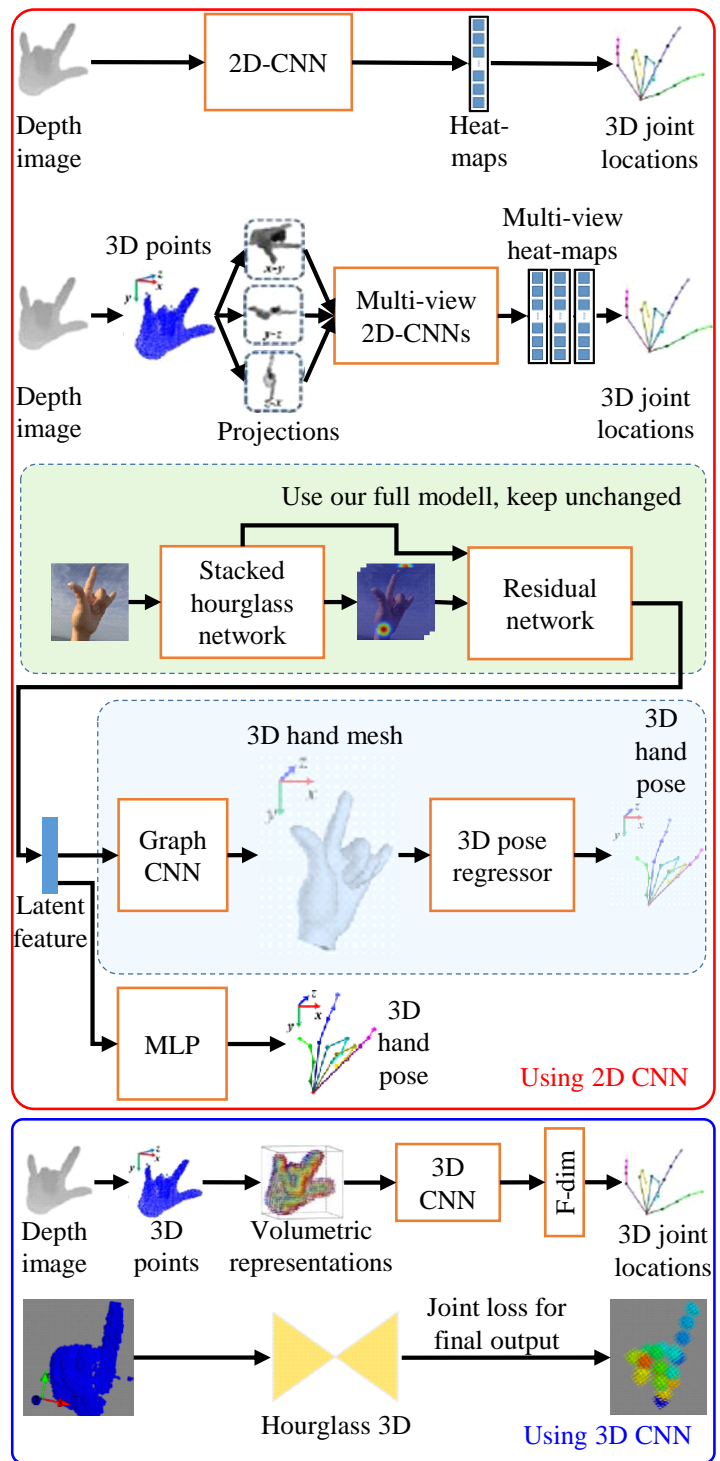 2D-CNN
Depth
image
Heat-
maps
3D joint
locations
3D points
z
x
y
x-y
y-z
z-x
Projections
Multi-view
2D-CNNs
Multi-view
heat-maps
Depth
image
3D joint
locations
Use our full modell, keep unchanged
Stacked
hourglass
network
Residual
network
3D hand mesh
z
x
y
3D
hand
pose
z
x
y
Graph
CNN
3D pose
regressor
Latent
feature
MLP
z
x
y
3D
hand
pose
Using 2D CNN
z
x
y
3D
CNN
F-dim
Depth
image
3D
points
Volumetric
representations
3D joint
locations
Joint loss for
final output
Hourglass 3D
Using 3D CNN